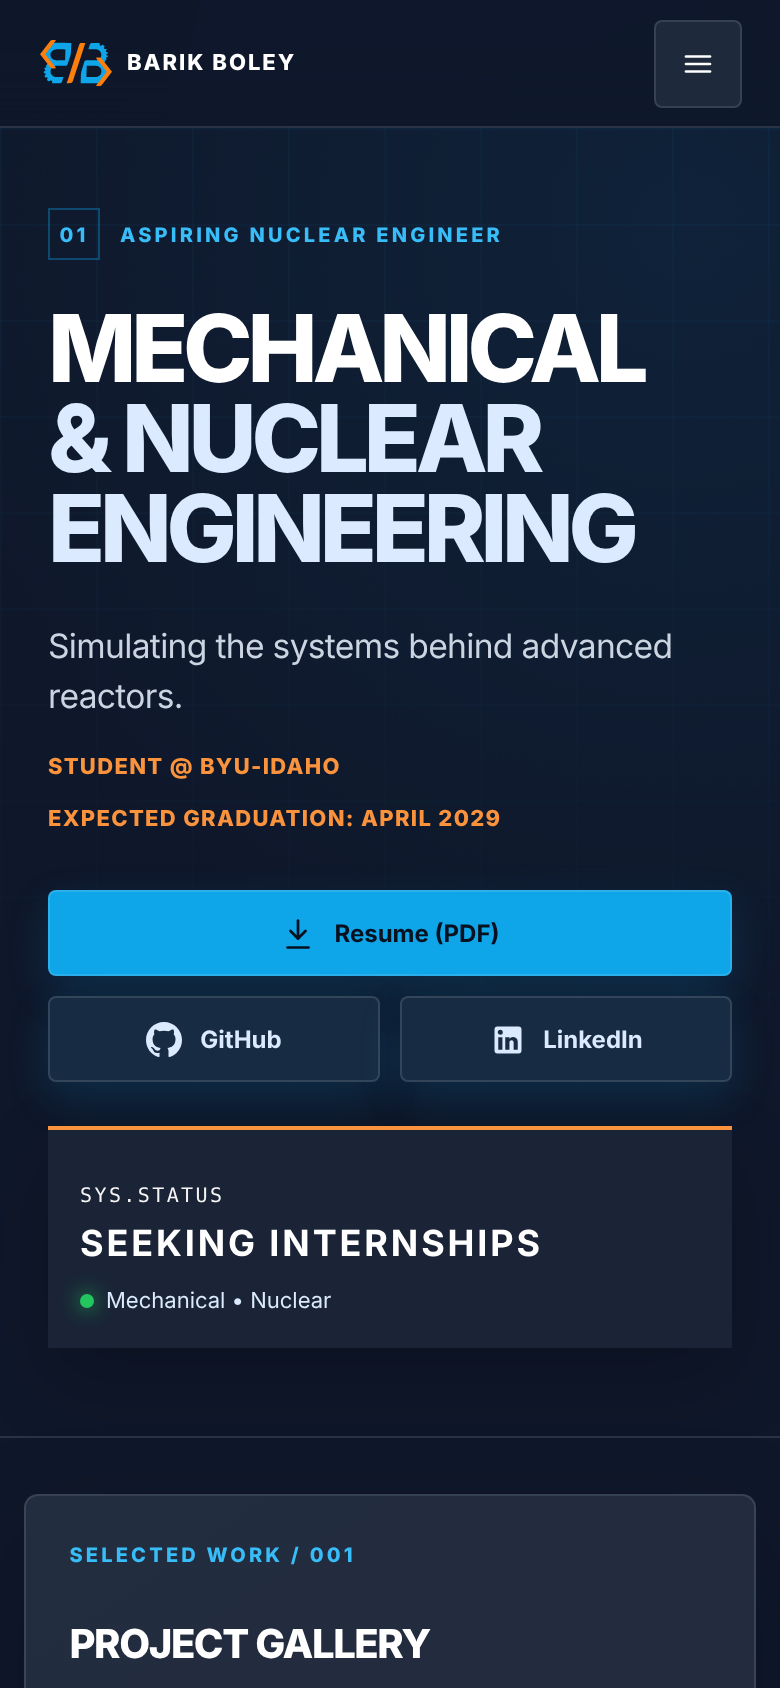 BARIK BOLEY
01 ASPIRING NUCLEAR ENGINEER
MECHANICAL
& NUCLEAR
ENGINEERING
Simulating the systems behind advanced
reactors.
STUDENT @ BYU-IDAHO
EXPECTED GRADUATION: APRIL 2029
Resume (PDF)
GitHub
LinkedIn
SYS.STATUS
SEEKING INTERNSHIPS
Mechanical • Nuclear
SELECTED WORK / 001
PROJECT GALLERY